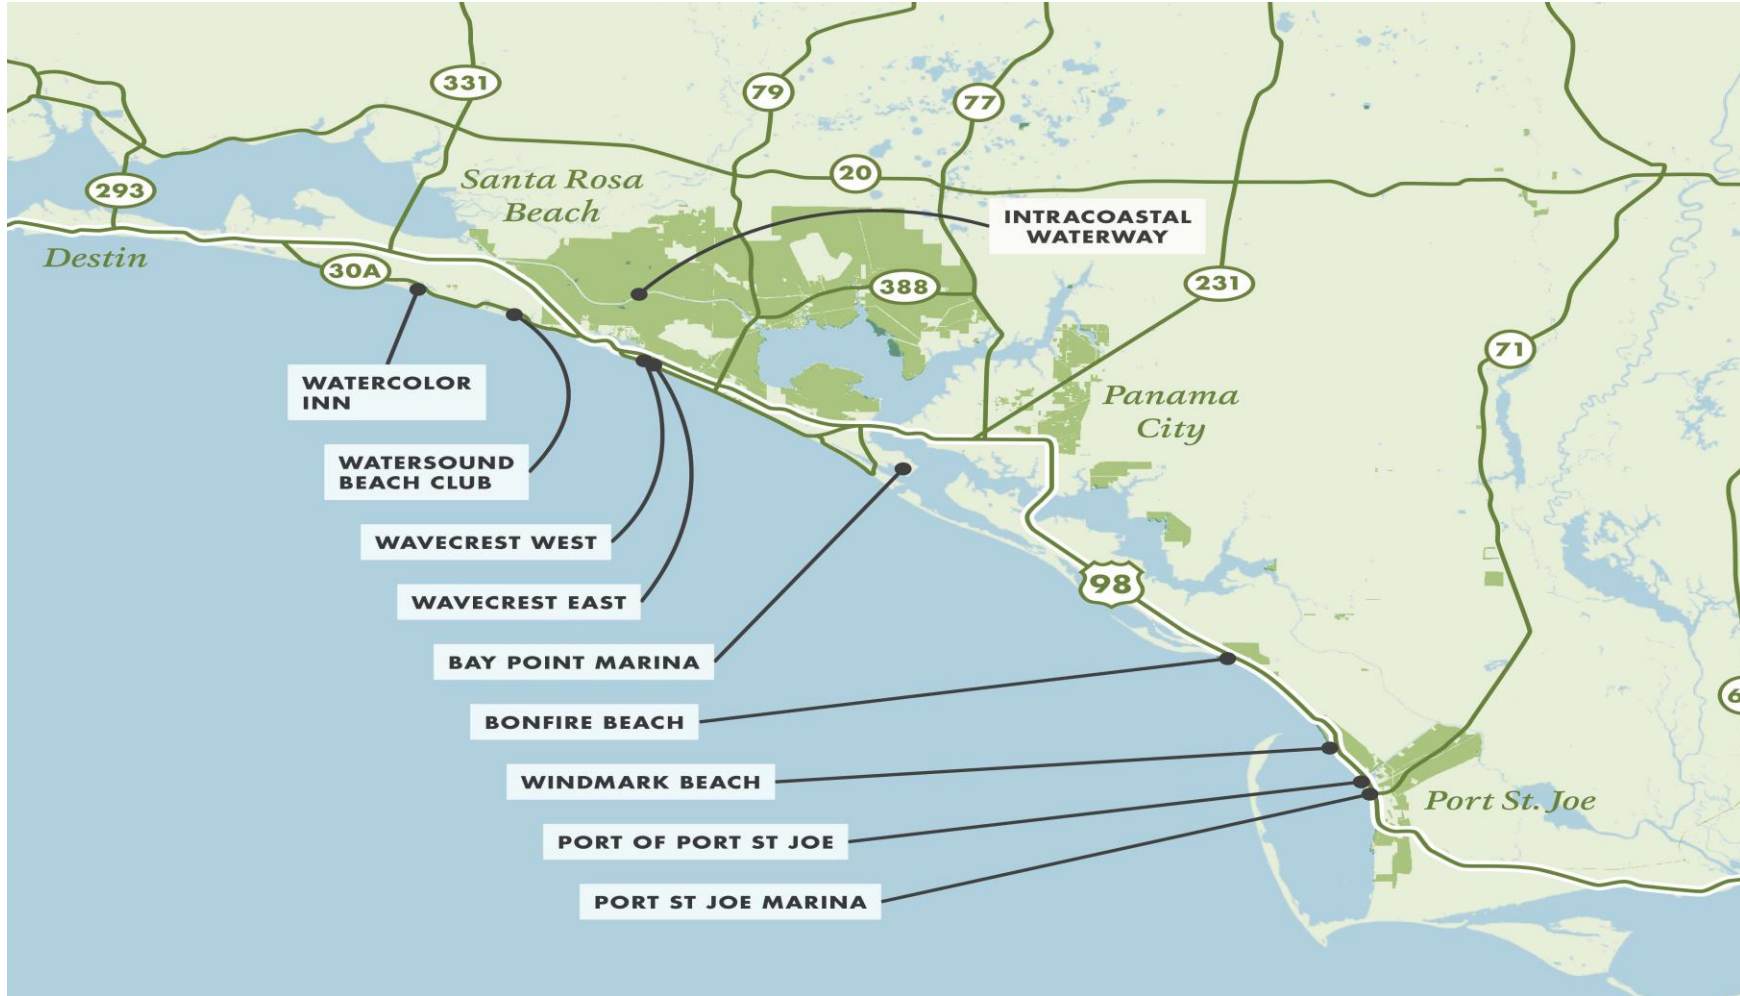 331
79
77
20
293
Santa Rosa
Beach
INTRACOASTAL
WATERWAY
Destin
30A
388
231
71
WATERCOLOR
INN
Panama
City
WATERSOUND
BEACH CLUB
WAVECREST WEST
98
WAVECREST EAST
BAY POINT MARINA
6
BONFIRE BEACH
WINDMARK BEACH
Port St. Joe
PORT OF PORT ST JOE
PORT ST JOE MARINA